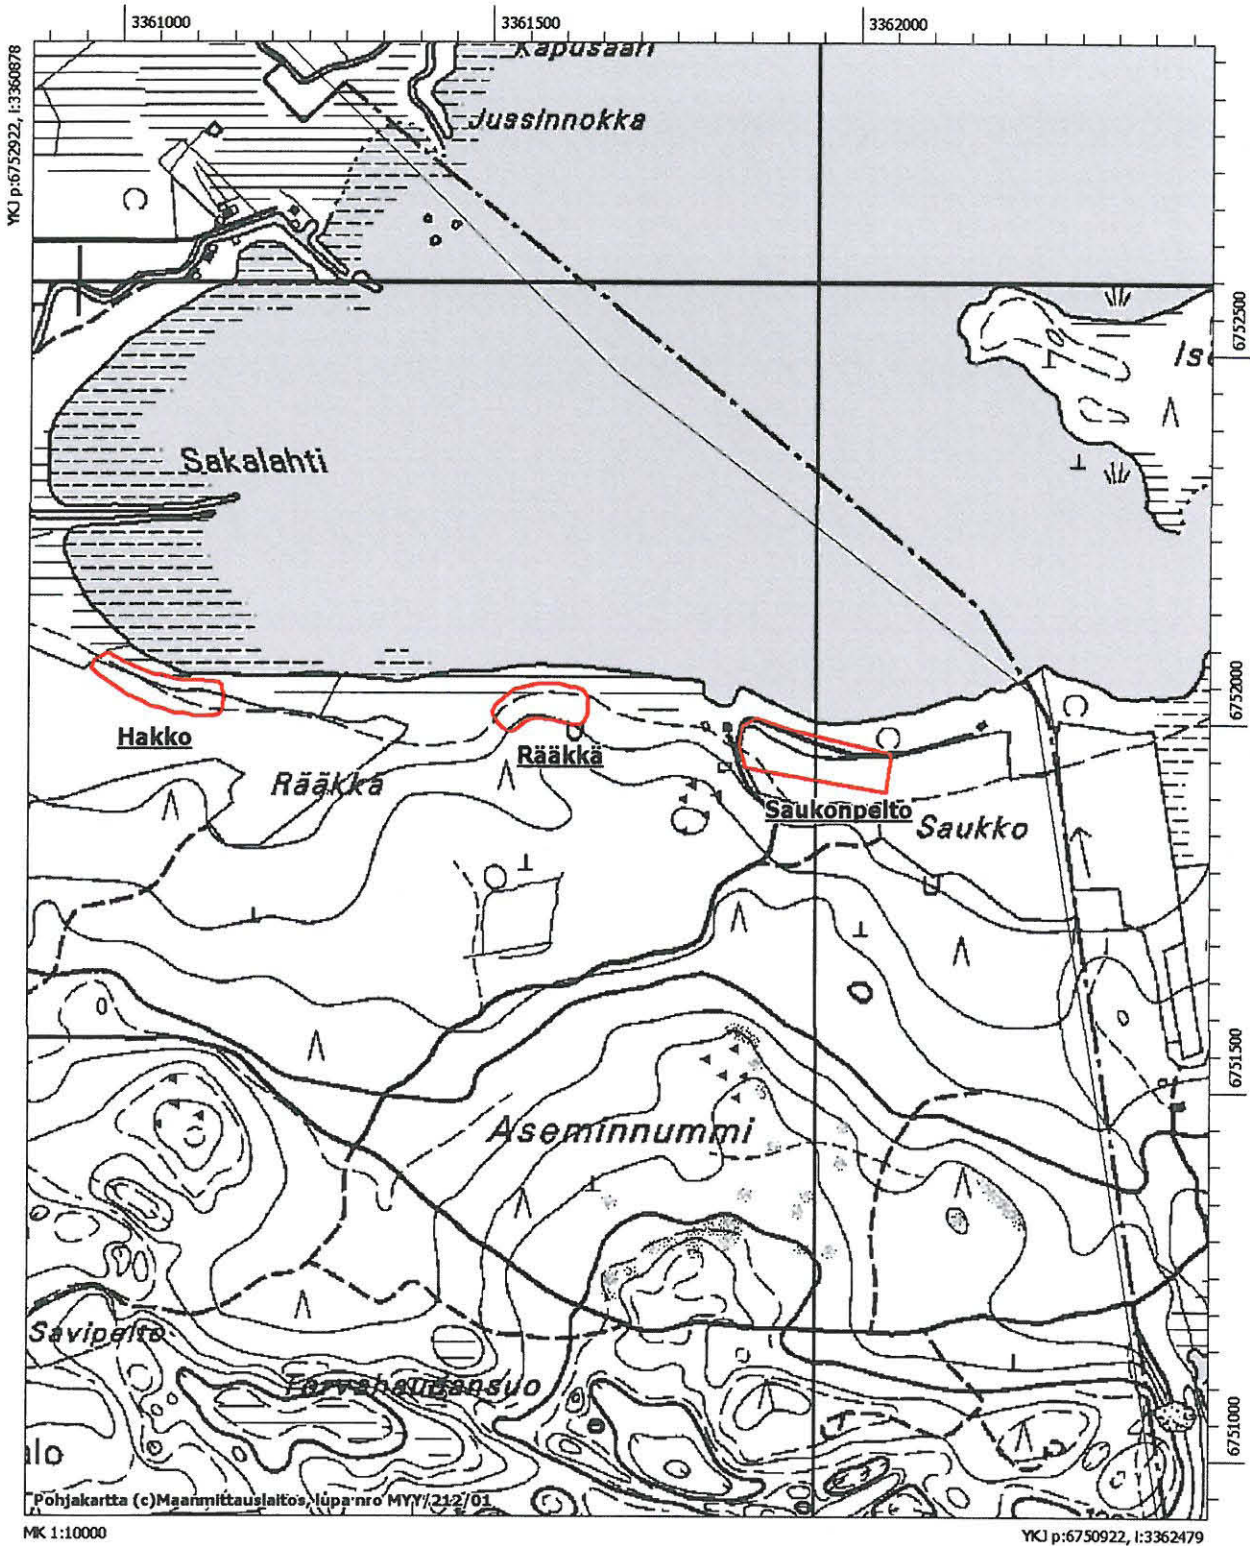 3361000
3361500
3362000
YKJ p:6752922, i:3360878
Kapusaari
Jussinnokka
6752500
Sakalahti
6752000
Hakko
Rääkkä
Rääkkä
Saukonpelto
Saukko
6751500
Aseminnummi
Savipelto
Tervahaudansuo
6751000
Pohjakartta (c)Maanmittauslaitos, lupa nro MYY/212/01
MK 1:10000
YKJ p:6750922, i:3362479